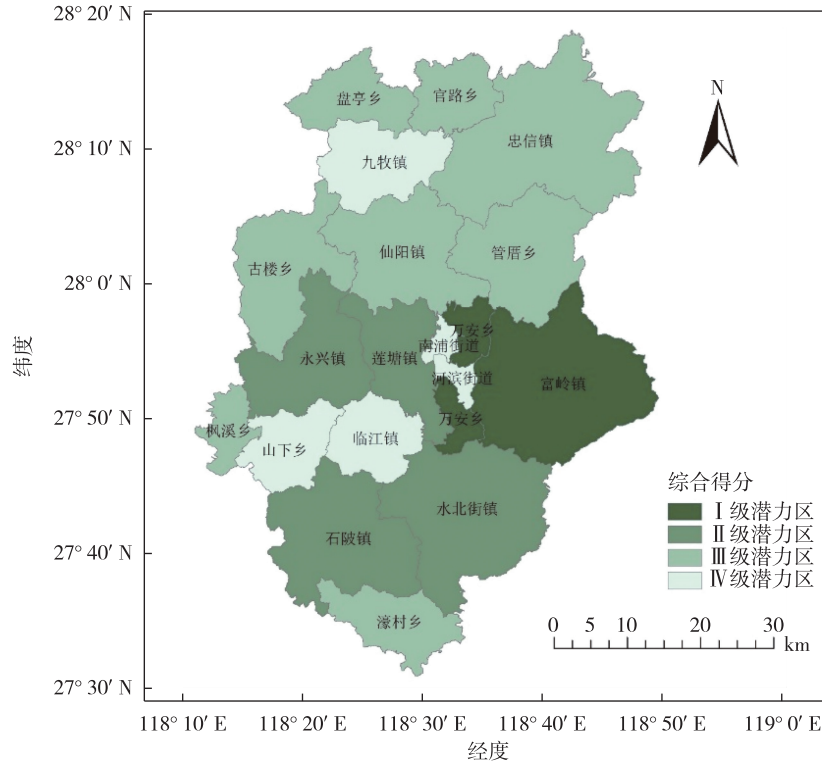 28° 20′ N
28° 10′ N
28° 0′ N
27° 50′ N
27° 40′ N
27° 30′ N
纬度
N
盘亭乡
官路乡
忠信镇
九牧镇
仙阳镇
管厝乡
古楼乡
万安乡
南浦街道
永兴镇
莲塘镇
河滨街道
富岭镇
枫溪乡
万安乡
山下乡
临江镇
水北街镇
石陂镇
濠村乡
综合得分
Ⅰ级潜力区
Ⅱ级潜力区
Ⅲ级潜力区
Ⅳ级潜力区
0 5 10 20 30
km
118° 10′ E 118° 20′ E 118° 30′ E 118° 40′ E 118° 50′ E 119° 0′ E
经度